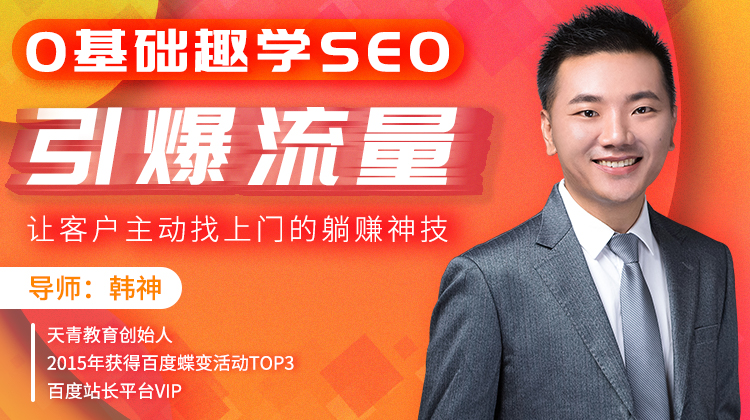 0基础趣学SEO
引爆流量
让客户主动找上门的躺赚神技
导师：韩神
天青教育创始人
2015年获得百度蝶变活动TOP3
百度站长平台VIP